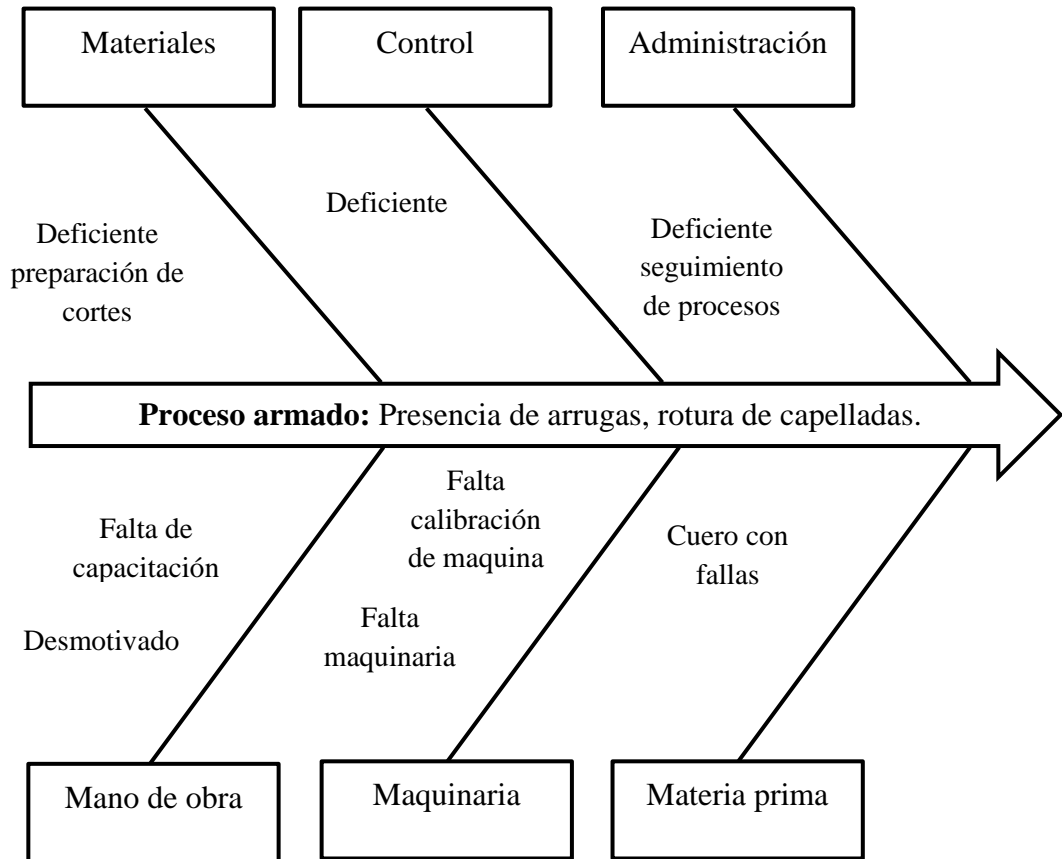 Materiales
Control
Administración
Deficiente
Deficiente
preparación de
cortes
Deficiente
seguimiento
de procesos
Proceso armado: Presencia de arrugas, rotura de capelladas.
Falta de
capacitación
Desmotivado
Falta
calibración
de maquina
Falta
maquinaria
Cuero con
fallas
Mano de obra
Maquinaria
Materia prima